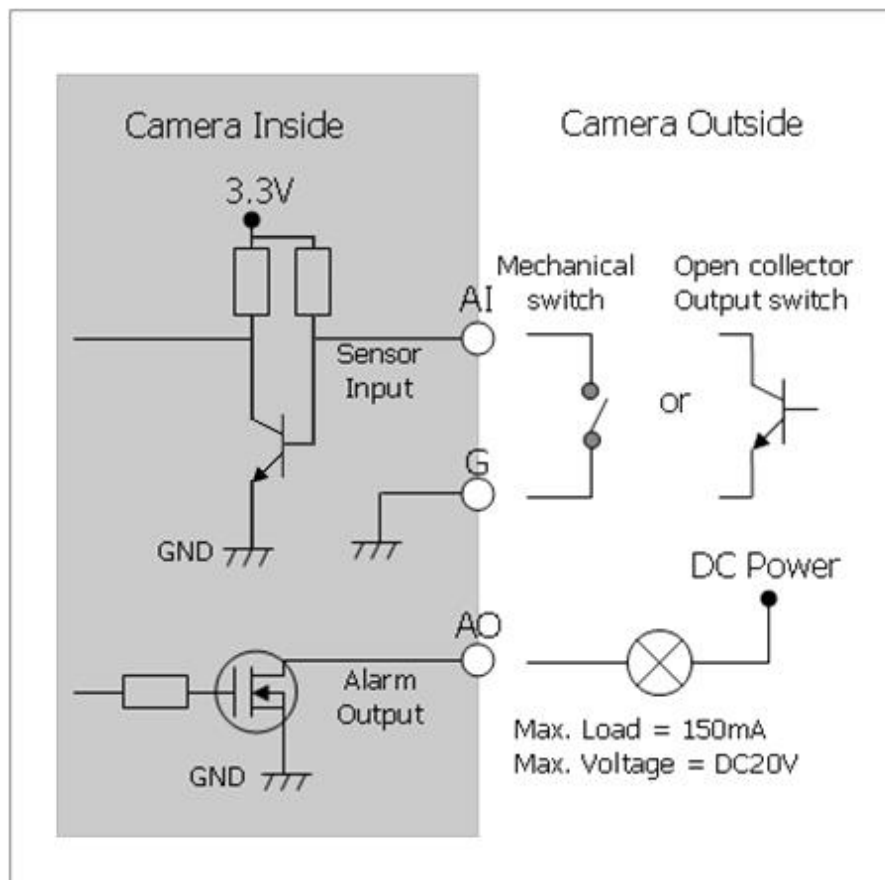 Camera Inside
Camera Outside
3.3V
Mechanical
switch
Open collector
Output switch
AI
Sensor
Input
or
G
GND
DC Power
AO
Alarm
Output
GND
Max. Load = 150mA
Max. Voltage = DC20V